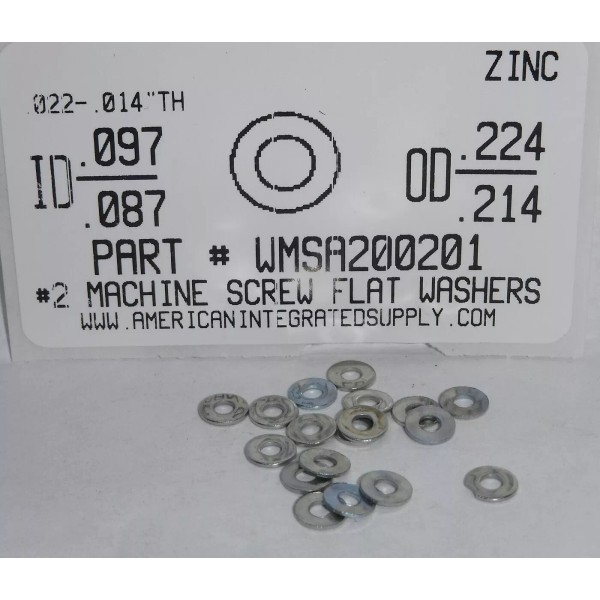 ZINC
.022-.014"TH
ID .097 OD .224
.087 .214
PART # WMSA200201
#2 MACHINE SCREW FLAT WASHERS
WWW.AMERICANINTEGRATEDSUPPLY.COM